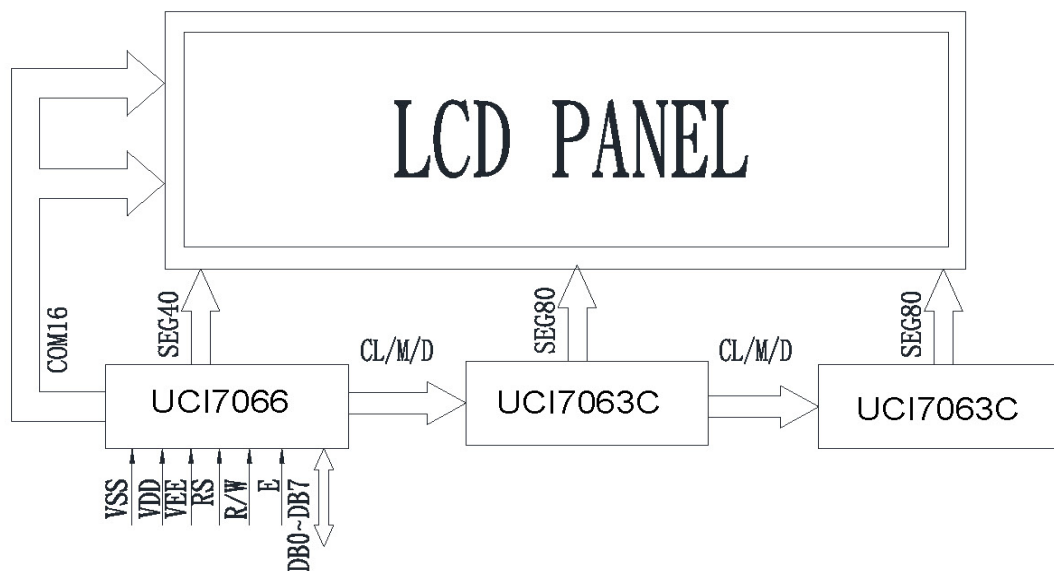 LCD PANEL
COM16
SEG40
SEG80
SEG80
CL/M/D
CL/M/D
UCI7066
UCI7063C
UCI7063C
VSS
VDD
VEE
RS
R/W
E
DB0~DB7